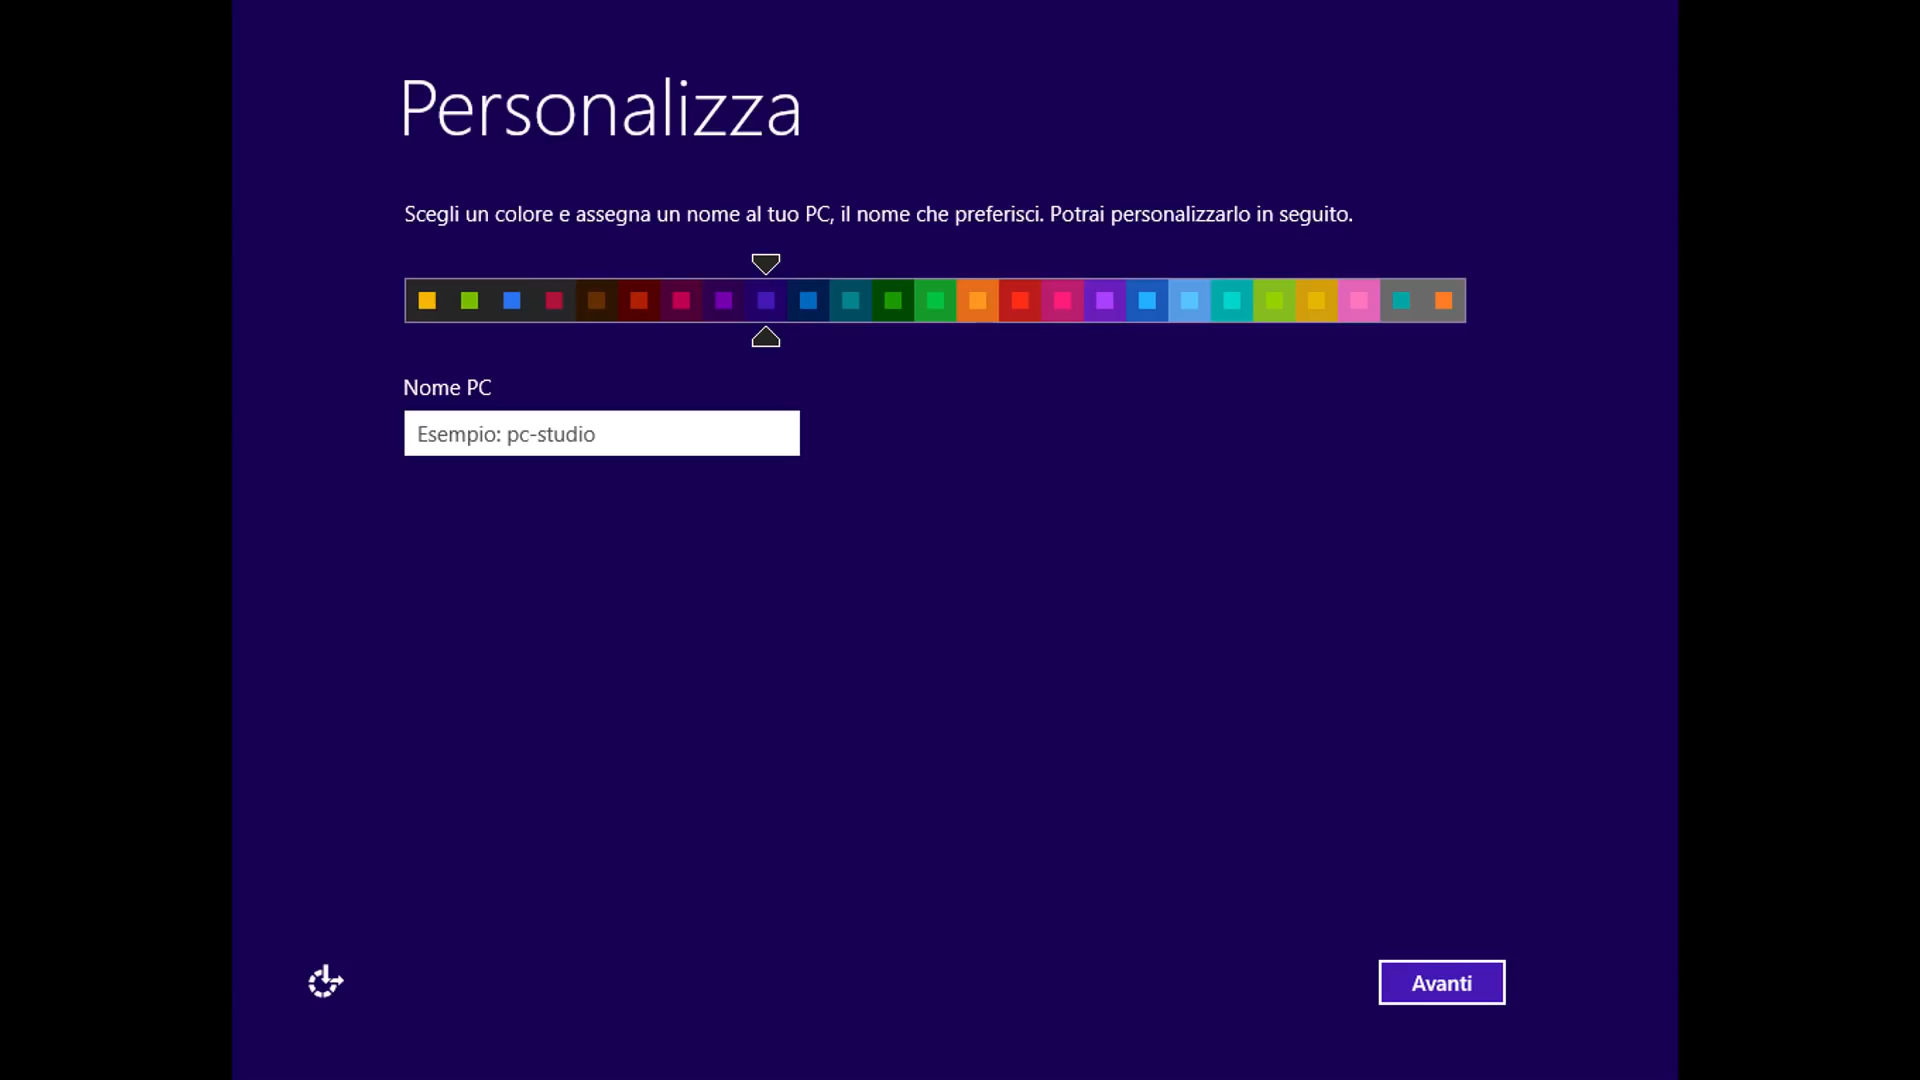 Personalizza
Scegli un colore e assegna un nome al tuo PC, il nome che preferisci. Potrai personalizzarlo in seguito.
Nome PC
Esempio: pc-studio
Avanti